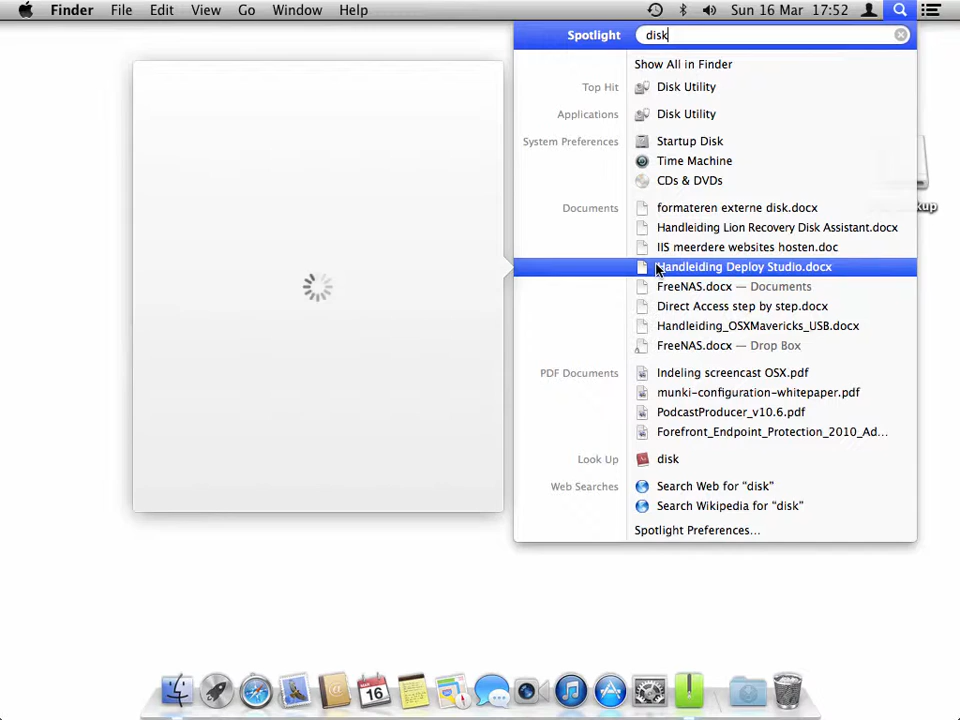 Finder File Edit View Go Window Help Sun 16 Mar 17:52
Spotlight disk
Show All in Finder
Top Hit Disk Utility
Applications Disk Utility
System Preferences Startup Disk
Time Machine
CDs & DVDs
Documents formateren externe disk.docx
Handleiding Lion Recovery Disk Assistant.docx
IIS meerdere websites hosten.doc
Handleiding Deploy Studio.docx
FreeNAS.docx — Documents
Direct Access step by step.docx
Handleiding_OSXMavericks_USB.docx
FreeNAS.docx — Drop Box
PDF Documents Indeling screencast OSX.pdf
munki-configuration-whitepaper.pdf
PodcastProducer_v10.6.pdf
Forefront_Endpoint_Protection_2010_Ad...
Look Up disk
Web Searches Search Web for “disk”
Search Wikipedia for “disk”
Spotlight Preferences...
MAR
16